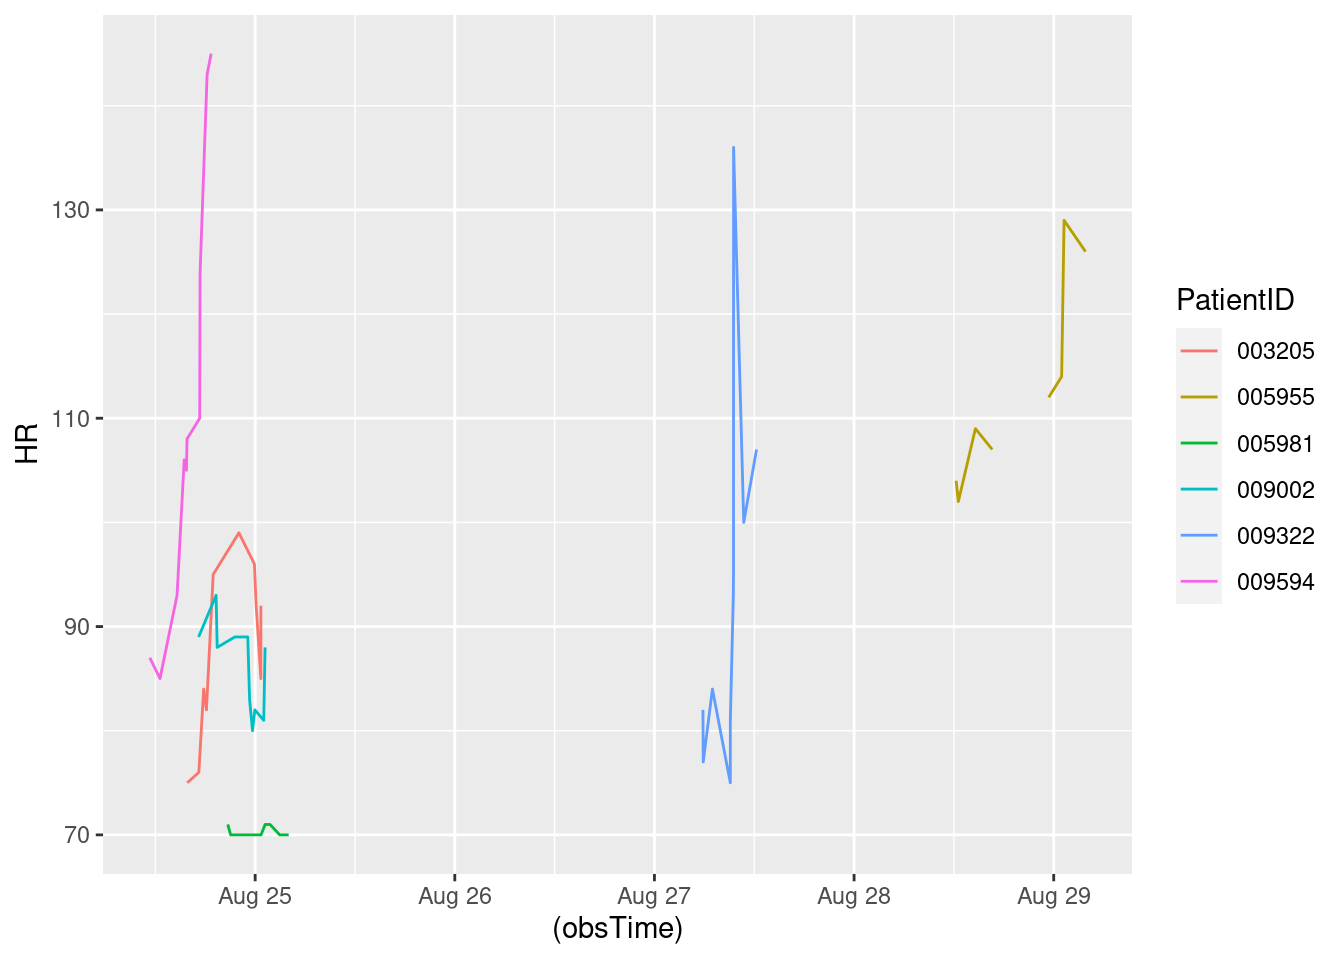 HR
130
110
90
70
Aug 25
Aug 26
Aug 27
Aug 28
Aug 29
(obsTime)
PatientID
003205
005955
005981
009002
009322
009594